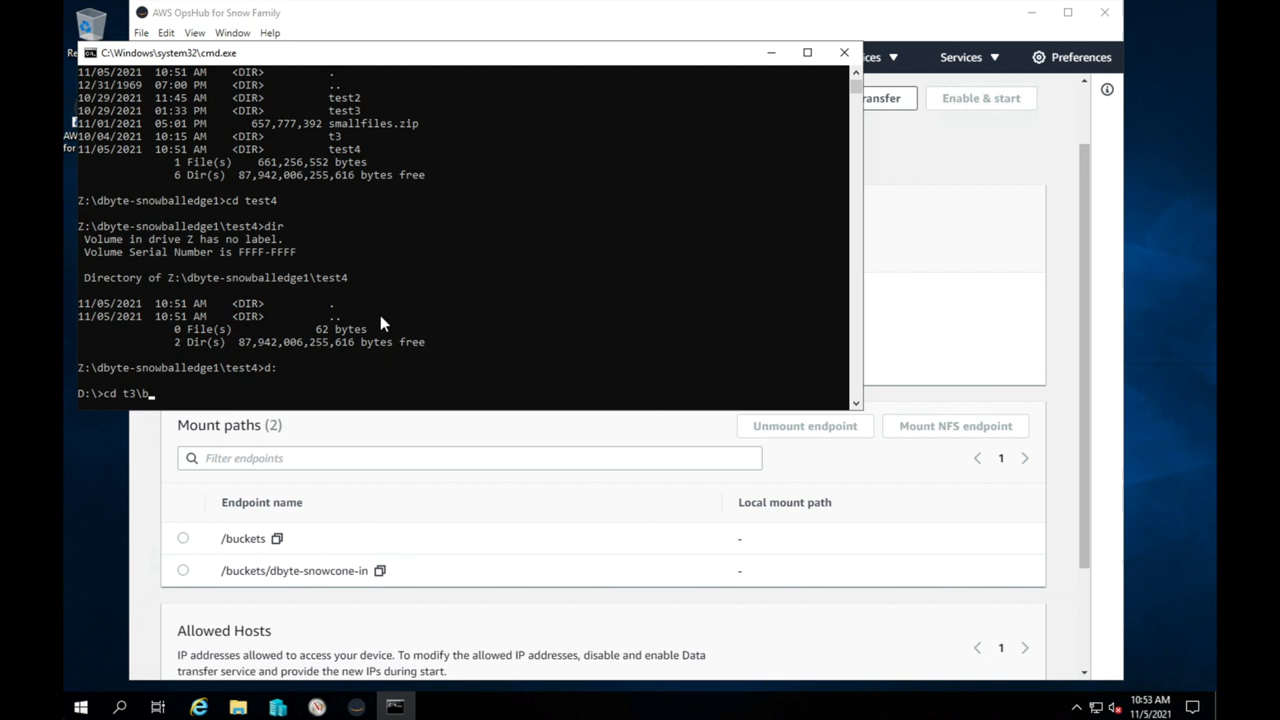 AWS OpsHub for Snow Family
File Edit View Window Help
C:\Windows\system32\cmd.exe
Services
Preferences
Enable & start
11/05/2021  10:51 AM    <DIR>          .
12/31/1969  07:00 PM    <DIR>          ..
10/29/2021  11:45 AM    <DIR>          test2
10/29/2021  01:33 PM    <DIR>          test3
11/01/2021  05:01 PM       657,777,392 smallfiles.zip
10/04/2021  10:15 AM    <DIR>          t3
11/05/2021  10:51 AM    <DIR>          test4
1 File(s)    661,256,552 bytes
6 Dir(s)  87,942,006,255,616 bytes free
Z:\dbyte-snowballedge1>cd test4
Z:\dbyte-snowballedge1\test4>dir
Volume in drive Z has no label.
Volume Serial Number is FFFF-FFFF
Directory of Z:\dbyte-snowballedge1\test4
11/05/2021  10:51 AM    <DIR>          .
11/05/2021  10:51 AM    <DIR>          ..
0 File(s)             62 bytes
2 Dir(s)  87,942,006,255,616 bytes free
Z:\dbyte-snowballedge1\test4>d:
D:\>cd t3\b
Mount paths (2)
Unmount endpoint
Mount NFS endpoint
Filter endpoints
1
Endpoint name
Local mount path
/buckets
-
/buckets/dbyte-snowcone-in
-
Allowed Hosts
IP addresses allowed to access your device. To modify the allowed IP addresses, disable and enable Data
transfer service and provide the new IPs during start.
1
10:53 AM
11/5/2021